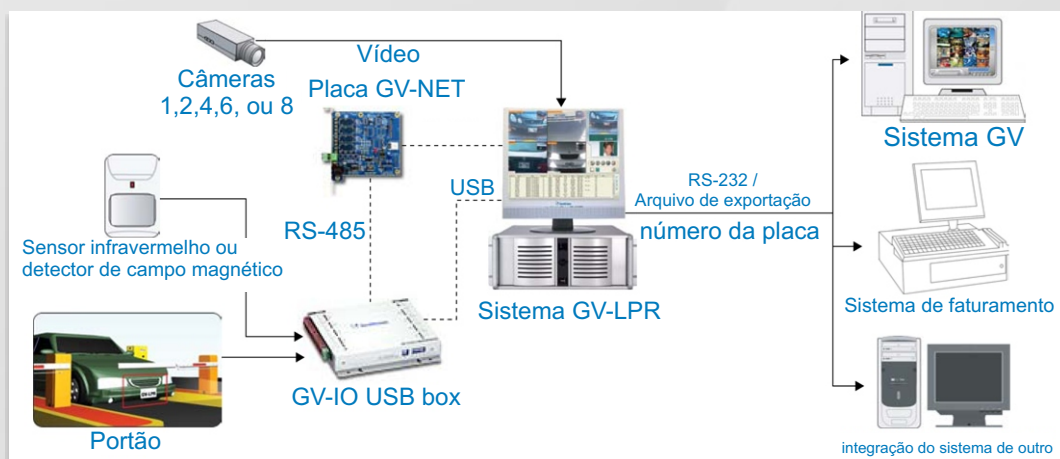 Vídeo
Câmeras
1,2,4,6, ou 8
Placa GV-NET
Sistema GV
USB
RS-232 /
Arquivo de exportação
RS-485
número da placa
Sensor infravermelho ou
detector de campo magnético
Sistema GV-LPR
Sistema de faturamento
GV-LPR
GV-IO USB box
Portão
integração do sistema de outro